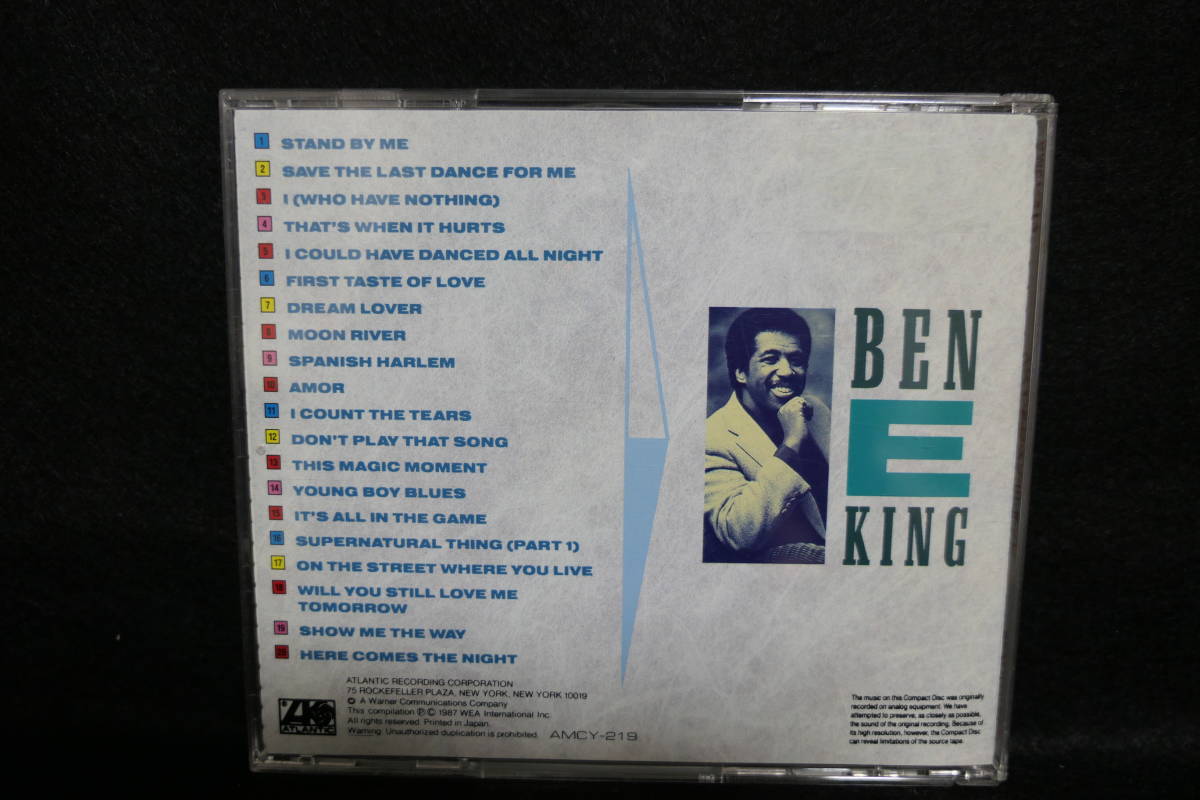 1 STAND BY ME
2 SAVE THE LAST DANCE FOR ME
3 I (WHO HAVE NOTHING)
4 THAT'S WHEN IT HURTS
5 I COULD HAVE DANCED ALL NIGHT
6 FIRST TASTE OF LOVE
7 DREAM LOVER
8 MOON RIVER
9 SPANISH HARLEM
10 AMOR
11 I COUNT THE TEARS
12 DON'T PLAY THAT SONG
13 THIS MAGIC MOMENT
14 YOUNG BOY BLUES
15 IT'S ALL IN THE GAME
16 SUPERNATURAL THING (PART 1)
17 ON THE STREET WHERE YOU LIVE
18 WILL YOU STILL LOVE ME
TOMORROW
19 SHOW ME THE WAY
20 HERE COMES THE NIGHT
BEN
E
KING
ATLANTIC
ATLANTIC RECORDING CORPORATION
75 ROCKEFELLER PLAZA, NEW YORK, NEW YORK 10019
A Warner Communications Company
This compilation ℗© 1987 WEA International Inc.
All rights reserved. Printed in Japan.
Warning: Unauthorized duplication is prohibited. AMCY-219
The music on this Compact Disc was originally
recorded on analog equipment. We have
attempted to preserve, as closely as possible,
the sound of the original recording. Because of
its high resolution, however, the Compact Disc
can reveal limitations of the source tape.